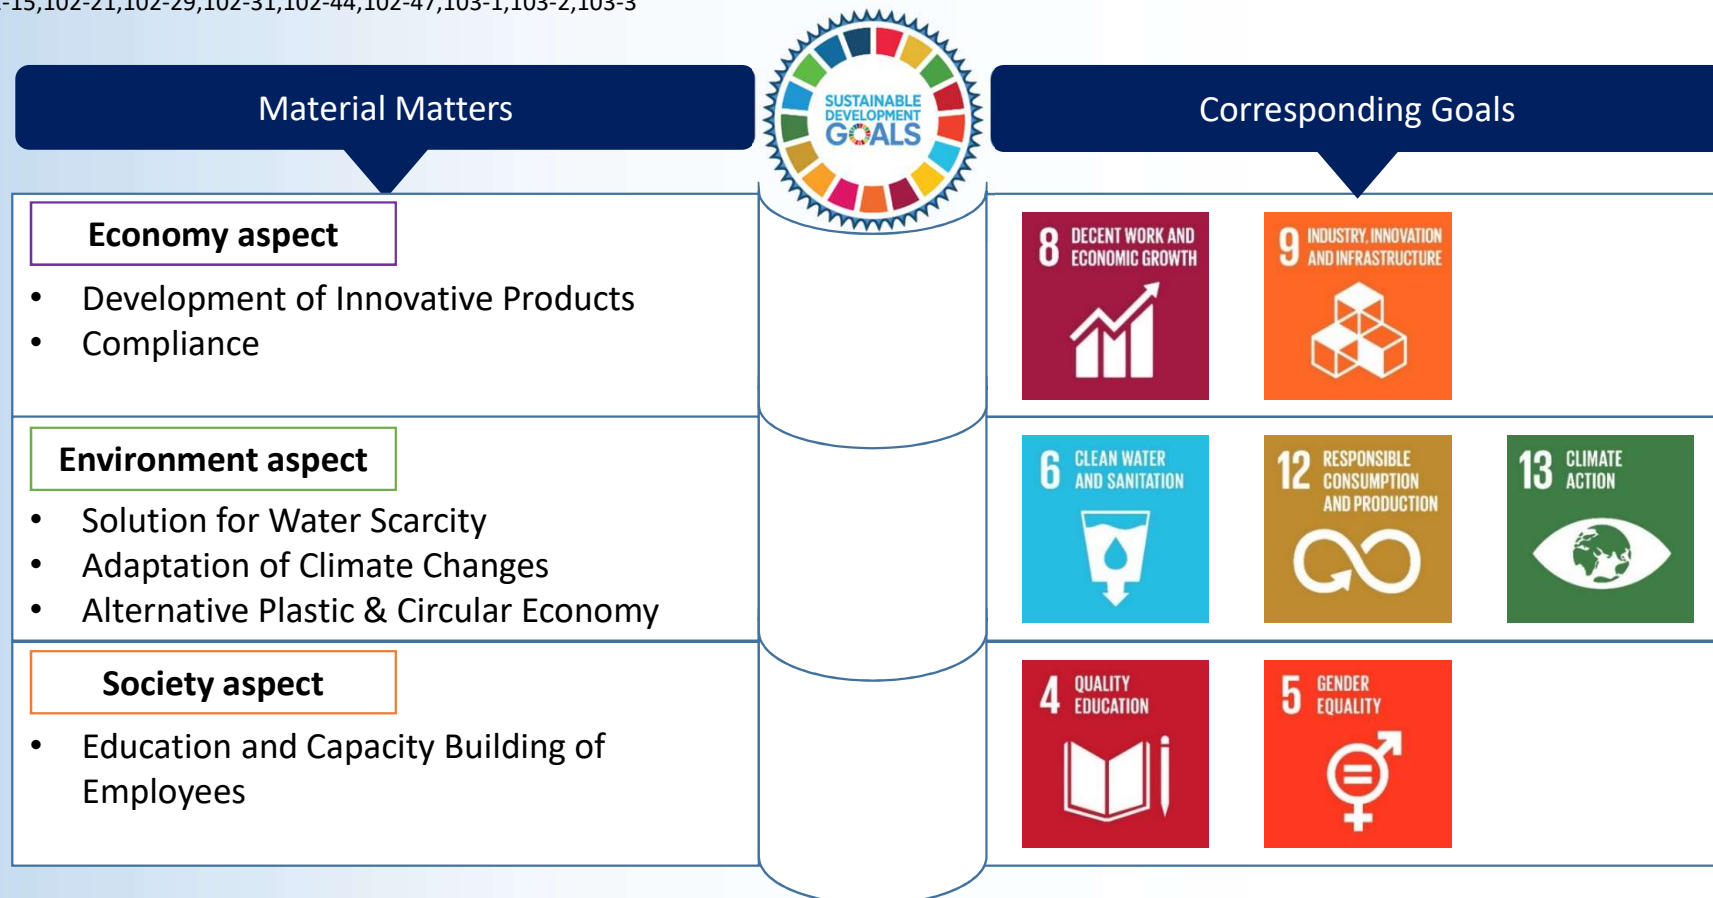 -15,102-21,102-29,102-31,102-44,102-47,103-1,103-2,103-3
Material Matters
SUSTAINABLE
DEVELOPMENT
GOALS
Corresponding Goals
Economy aspect
• Development of Innovative Products
• Compliance
8 DECENT WORK AND
ECONOMIC GROWTH
9 INDUSTRY, INNOVATION
AND INFRASTRUCTURE
Environment aspect
• Solution for Water Scarcity
• Adaptation of Climate Changes
• Alternative Plastic & Circular Economy
6 CLEAN WATER
AND SANITATION
12 RESPONSIBLE
CONSUMPTION
AND PRODUCTION
13 CLIMATE
ACTION
Society aspect
• Education and Capacity Building of
Employees
4 QUALITY
EDUCATION
5 GENDER
EQUALITY